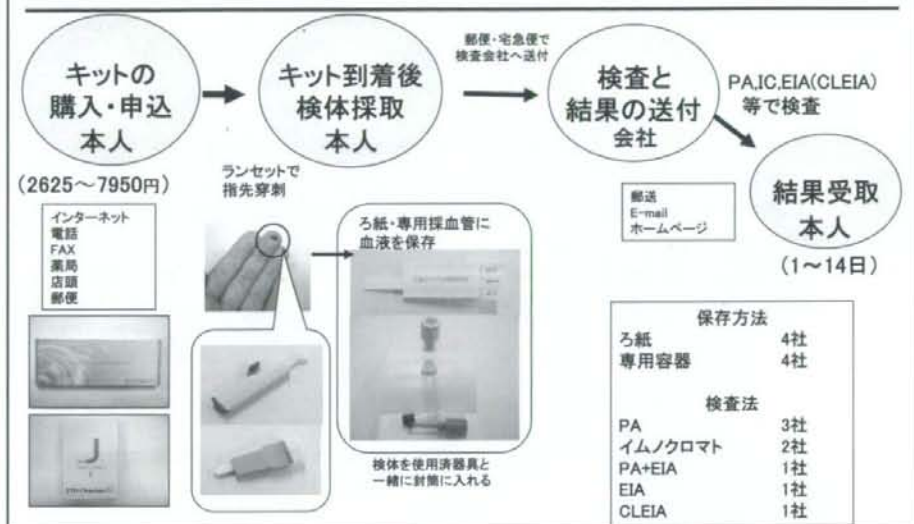 キットの
購入・申込
本人
キット到着後
検体採取
本人
郵便・宅急便で
検査会社へ送付
検査と
結果の送付
会社
PA,IC,EIA(CLEIA)
等で検査
結果受取
本人
(1〜14日)
(2625〜7950円)
インターネット
電話
FAX
薬局
店頭
郵便
ランセットで
指先穿刺
ろ紙・専用採血管に
血液を保存
検体を使用済器具と
一緒に封筒に入れる
郵送
E-mail
ホームページ
保存方法
ろ紙 4社
専用容器 4社
検査法
PA 3社
イムノクロマト 2社
PA+EIA 1社
EIA 1社
CLEIA 1社
J